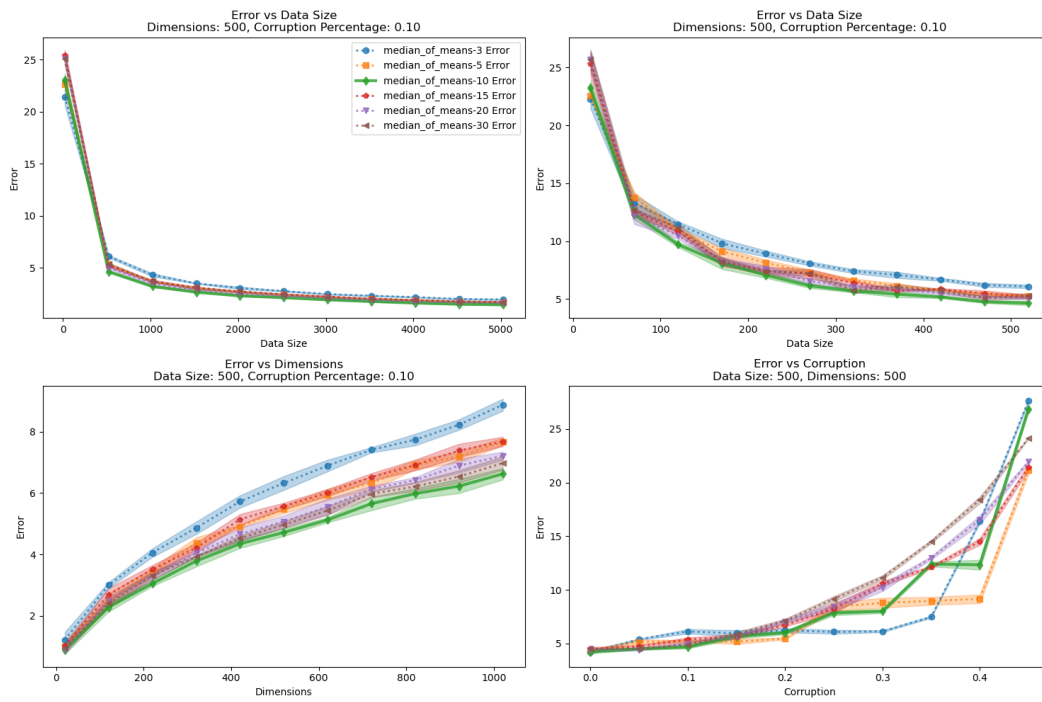 Error vs Data Size
Dimensions: 500, Corruption Percentage: 0.10
25
20
15
10
5
Error
0
1000
2000
3000
4000
5000
Data Size
median_of_means-3 Error
median_of_means-5 Error
median_of_means-10 Error
median_of_means-15 Error
median_of_means-20 Error
median_of_means-30 Error
Error vs Data Size
Dimensions: 500, Corruption Percentage: 0.10
25
20
15
10
5
Error
0
100
200
300
400
500
Data Size
Error vs Dimensions
Data Size: 500, Corruption Percentage: 0.10
8
6
4
2
Error
0
200
400
600
800
1000
Dimensions
Error vs Corruption
Data Size: 500, Dimensions: 500
25
20
15
10
5
Error
0.0
0.1
0.2
0.3
0.4
Corruption